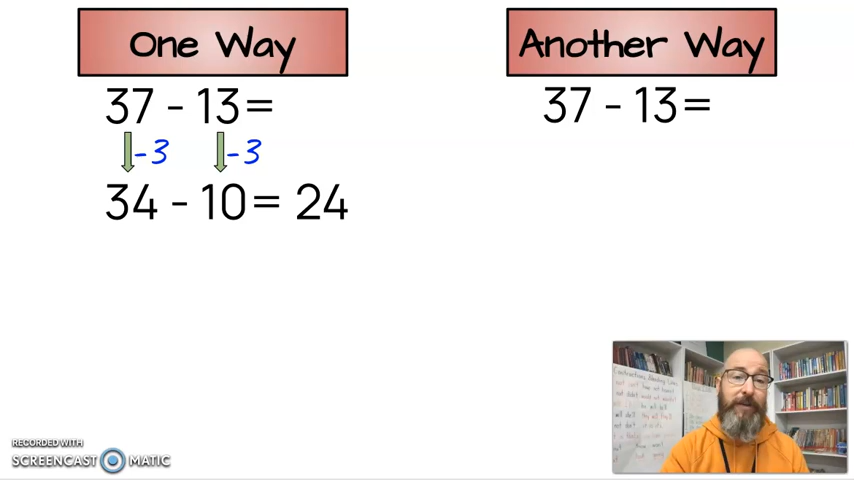 One Way
37 - 13=
-3 -3
34 - 10= 24
Another Way
37 - 13=
RECORDED WITH
SCREENCAST MATIC